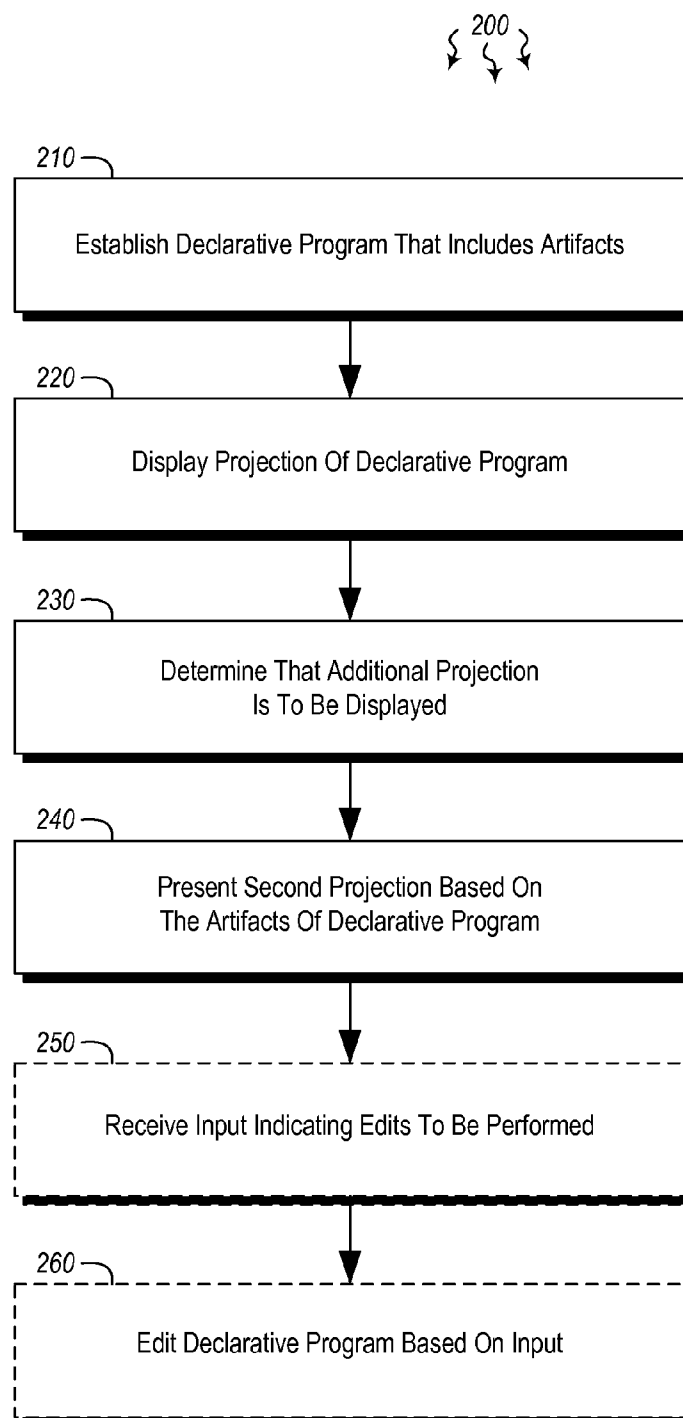 200
210
Establish Declarative Program That Includes Artifacts
220
Display Projection Of Declarative Program
230
Determine That Additional Projection
Is To Be Displayed
240
Present Second Projection Based On
The Artifacts Of Declarative Program
250
Receive Input Indicating Edits To Be Performed
260
Edit Declarative Program Based On Input